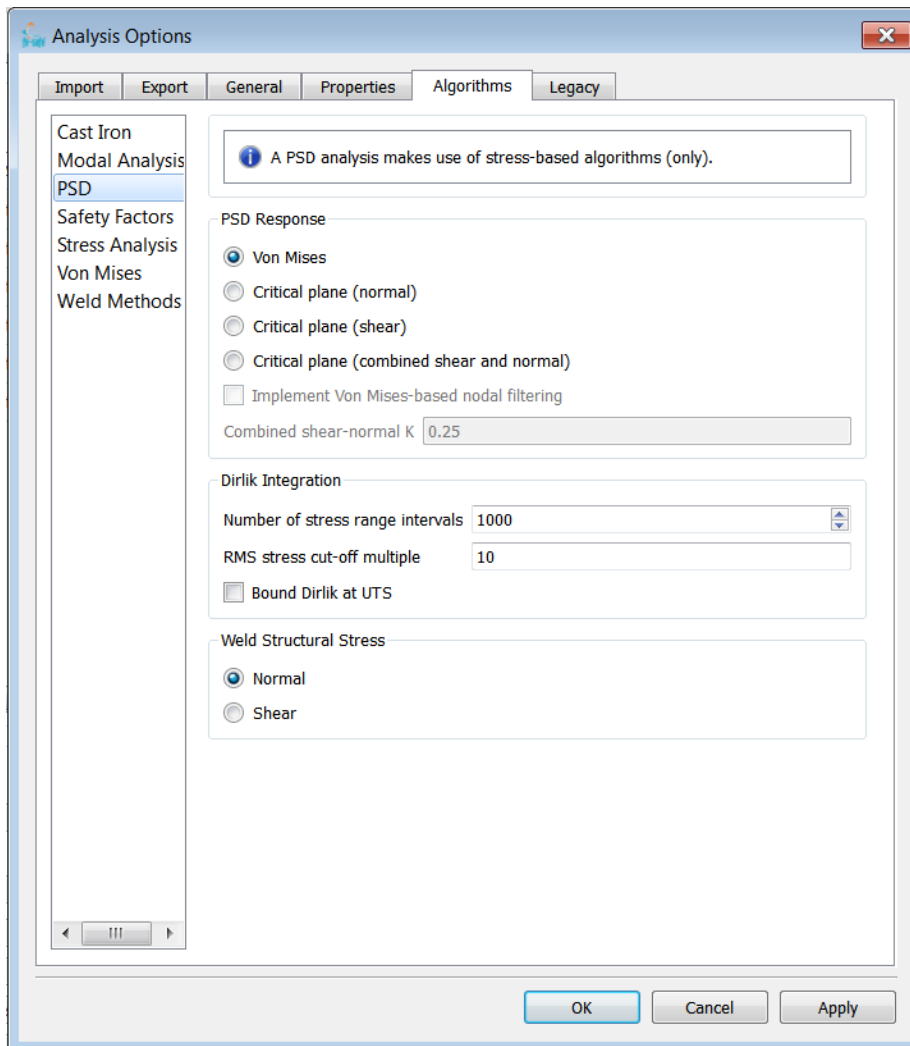 Analysis Options
Import Export General Properties Algorithms Legacy
Cast Iron
Modal Analysis
PSD
Safety Factors
Stress Analysis
Von Mises
Weld Methods
A PSD analysis makes use of stress-based algorithms (only).
PSD Response
Von Mises
Critical plane (normal)
Critical plane (shear)
Critical plane (combined shear and normal)
Implement Von Mises-based nodal filtering
Combined shear-normal K 0.25
Dirlik Integration
Number of stress range intervals 1000
RMS stress cut-off multiple 10
Bound Dirlik at UTS
Weld Structural Stress
Normal
Shear
OK Cancel Apply